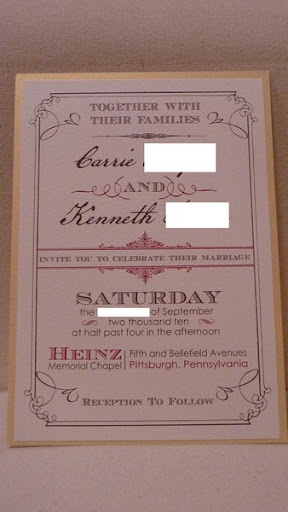 TOGETHER WITH
THEIR FAMILIES
Carrie
AND
Kenneth
INVITE YOU TO CELEBRATE THEIR MARRIAGE
SATURDAY
the of September
two thousand ten
at half past four in the afternoon
HEINZ Fifth and Bellefield Avenues
Memorial Chapel Pittsburgh, Pennsylvania
RECEPTION TO FOLLOW